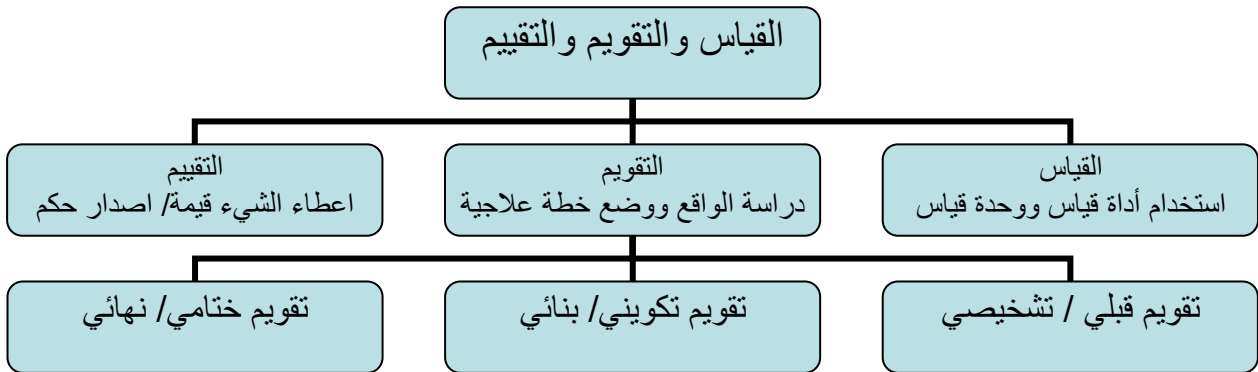 القياس والتقويم والتقييم
القياس
استخدام أداة قياس ووحدة قياس
التقويم
دراسة الواقع ووضع خطة علاجية
التقييم
اعطاء الشيء قيمة/ اصدار حكم
تقويم قبلي / تشخيصي
تقويم تكويني/ بنائي
تقويم ختامي/ نهائي